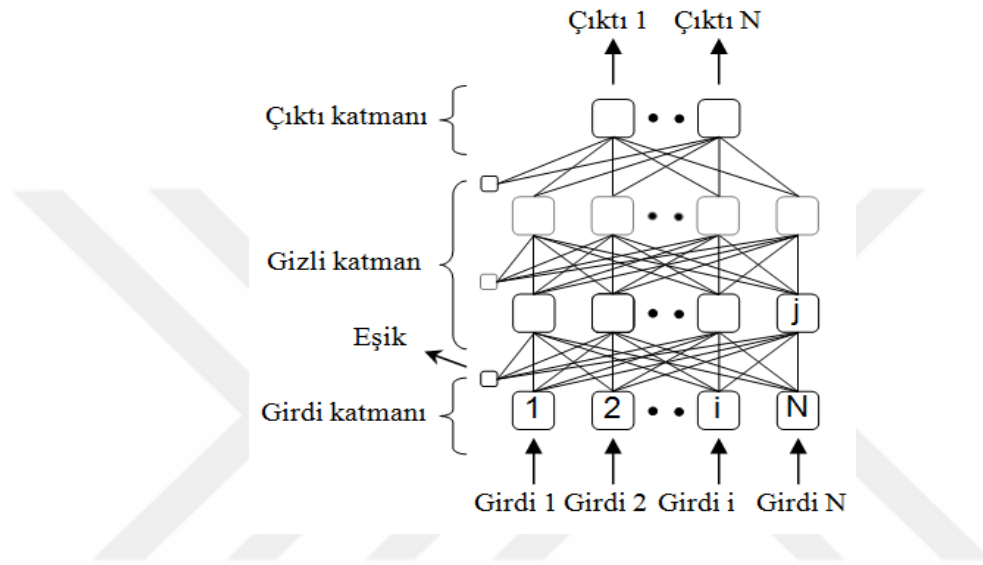 Çıktı 1 Çıktı N
Çıktı katmanı
Gizli katman
j
Eşik
Girdi katmanı
1 2 i N
Girdi 1 Girdi 2 Girdi i Girdi N